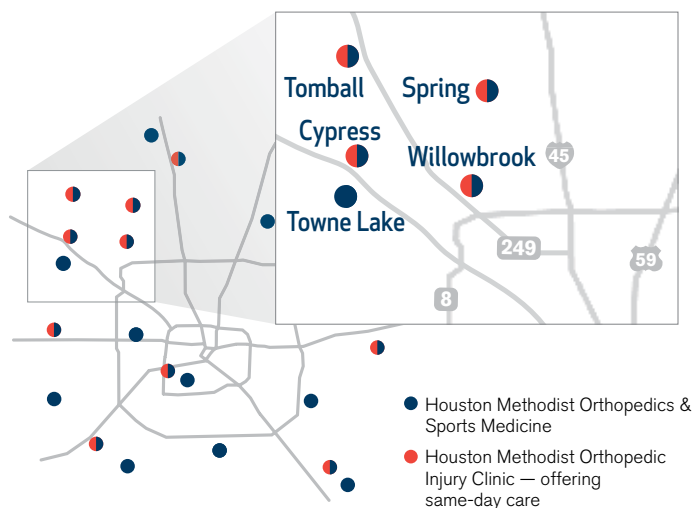 Tomball
Spring
Cypress
Willowbrook
45
Towne Lake
249
59
8
Houston Methodist Orthopedics &
Sports Medicine
Houston Methodist Orthopedic
Injury Clinic — offering
same-day care